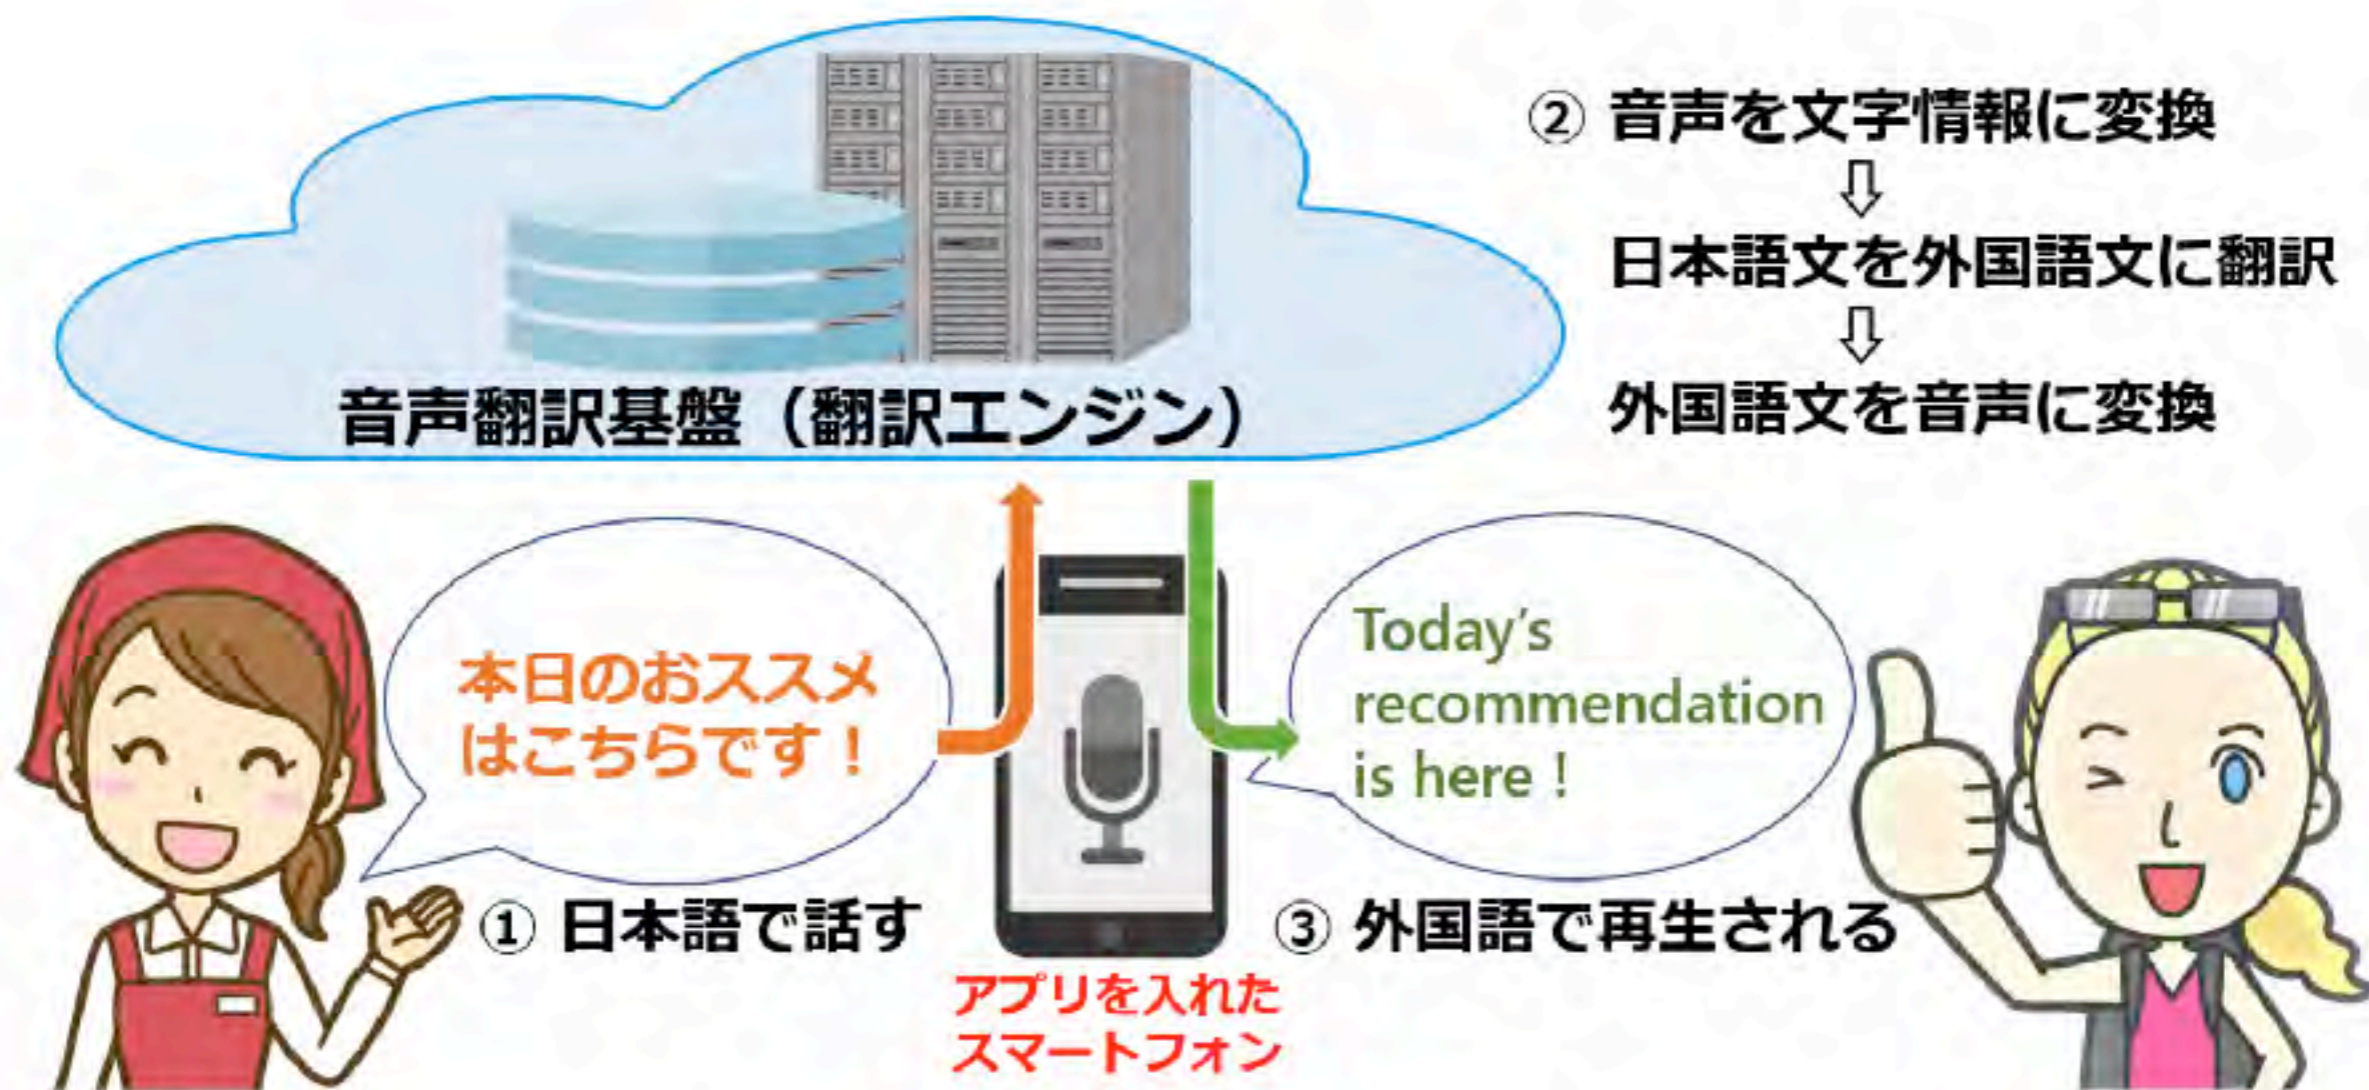 ② 音声を文字情報に変換
⇩
日本語文を外国語文に翻訳
⇩
外国語文を音声に変換
音声翻訳基盤（翻訳エンジン）
本日のおススメ
はこちらです！
① 日本語で話す
アプリを入れた
スマートフォン
Today's
recommendation
is here！
③ 外国語で再生される